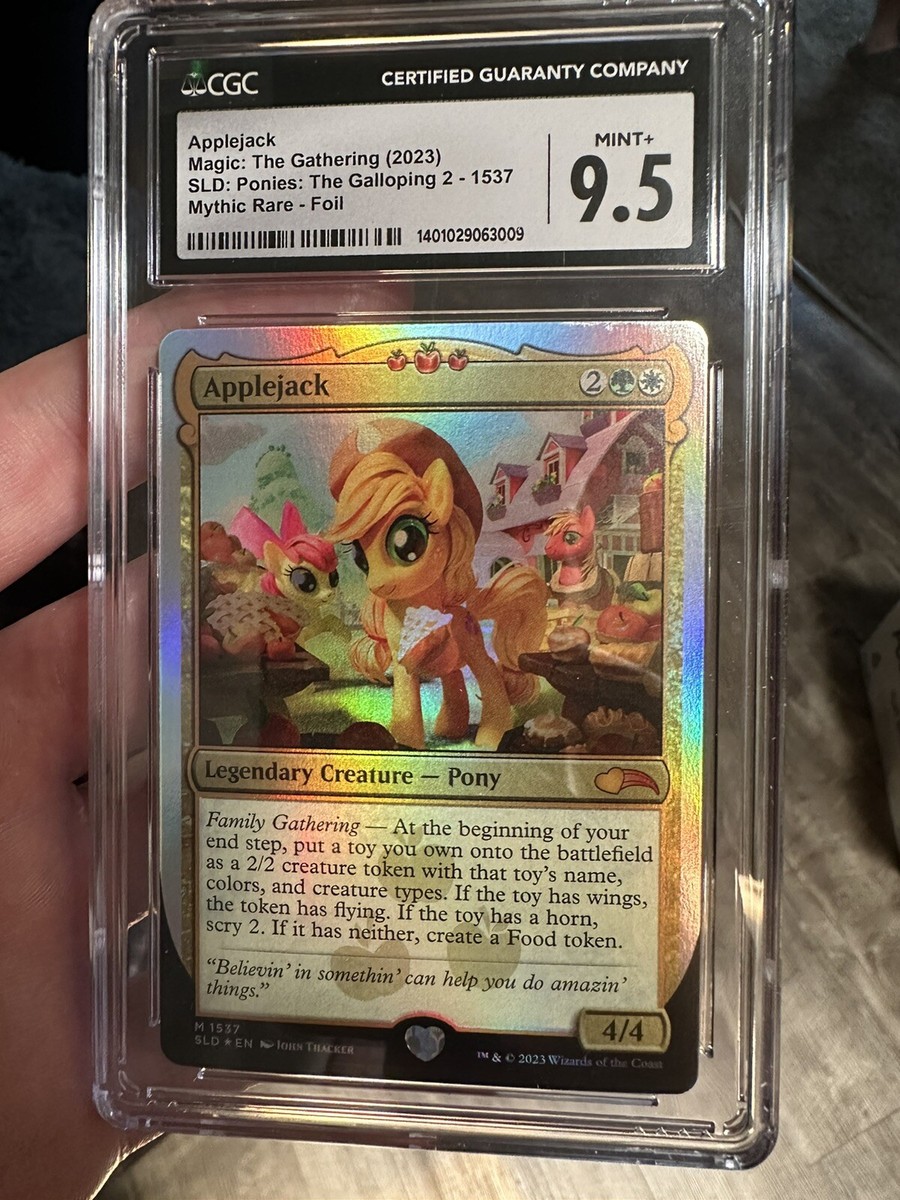 CGC
CERTIFIED GUARANTY COMPANY
Applejack
Magic: The Gathering (2023)
SLD: Ponies: The Galloping 2 - 1537
Mythic Rare - Foil
1401029063009
MINT+
9.5
Applejack
2
Legendary Creature — Pony
Family Gathering — At the beginning of your
end step, put a toy you own onto the battlefield
as a 2/2 creature token with that toy's name,
colors, and creature types. If the toy has wings,
the token has flying. If the toy has a horn,
scry 2. If it has neither, create a Food token.
"Believin' in somethin' can help you do amazin'
things."
4/4
M 1537
SLD ★ EN John Thacker
™ & © 2023 Wizards of the Coast